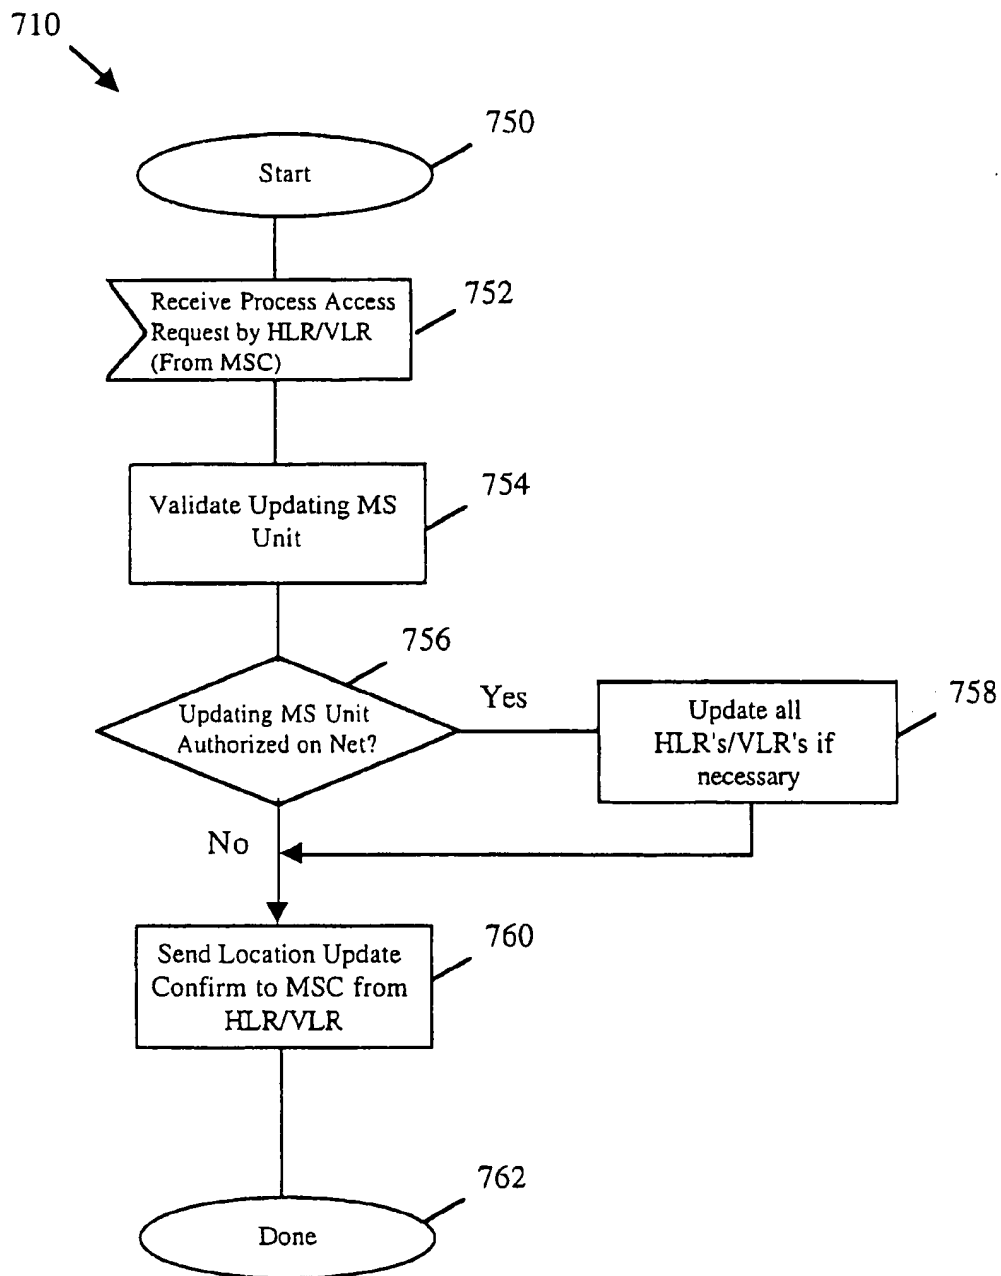 710
750
Start
752
Receive Process Access
Request by HLR/VLR
(From MSC)
754
Validate Updating MS
Unit
756
Updating MS Unit
Authorized on Net?
Yes
758
Update all
HLR's/VLR's if
necessary
No
760
Send Location Update
Confirm to MSC from
HLR/VLR
762
Done